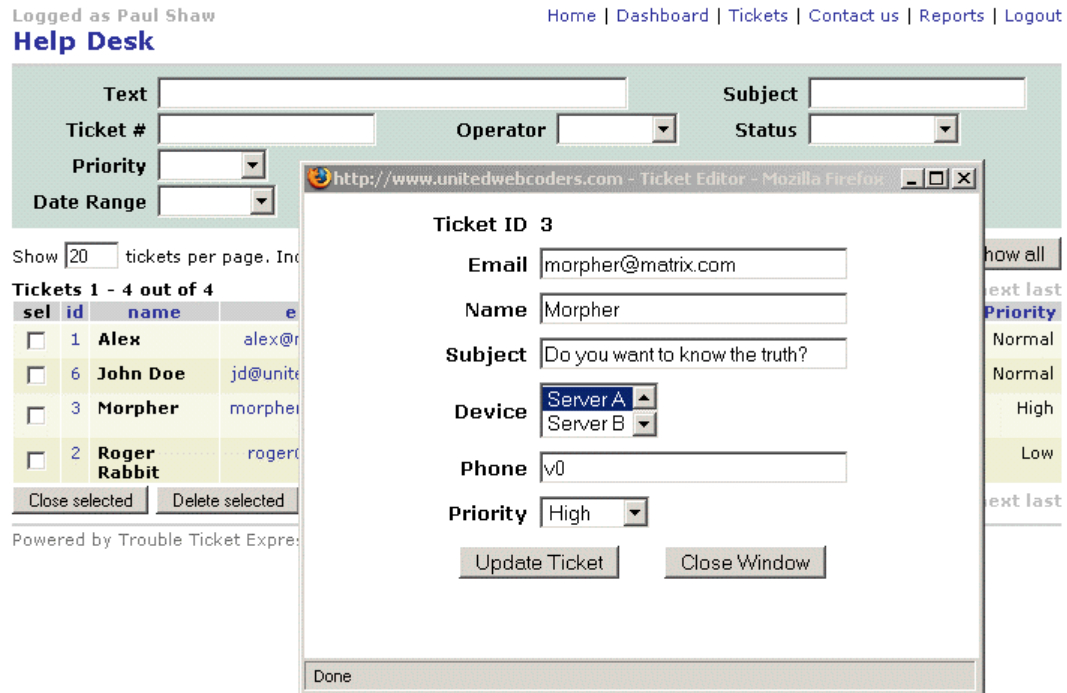 Logged as Paul Shaw
Home | Dashboard | Tickets | Contact us | Reports | Logout
Help Desk
Text Subject
Ticket # Operator Status
Priority
Date Range
http://www.unitedwebcoders.com - Ticket Editor - Mozilla Firefox
Ticket ID 3
Email morpher@matrix.com
Name Morpher
Subject Do you want to know the truth?
Device Server A
Server B
Phone v0
Priority High
Update Ticket Close Window
Done
Show 20 tickets per page. Inc how all
Tickets 1 - 4 out of 4 next last
sel id name e Priority
1 Alex alex@r Normal
6 John Doe jd@unite Normal
3 Morpher morpher High
2 Roger roger( Low
Rabbit
Close selected Delete selected next last
Powered by Trouble Ticket Expre